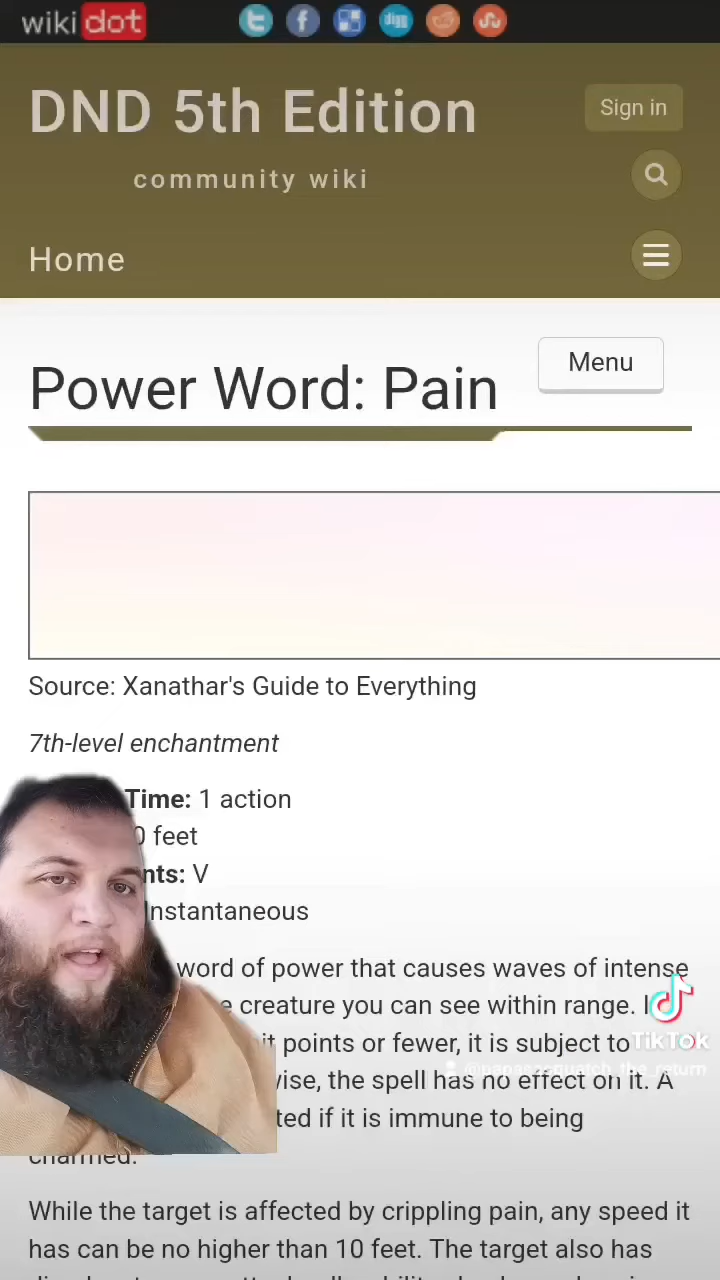 wiki dot
DND 5th Edition
Sign in
community wiki
Home
Power Word: Pain
Menu
Source: Xanathar's Guide to Everything
7th-level enchantment
Time: 1 action
0 feet
nts: V
Instantaneous
word of power that causes waves of intense
e creature you can see within range. I
it points or fewer, it is subject to
TikTok
@papasasquatch_the_return
wise, the spell has no effect on it. A
ted if it is immune to being
charmed.
While the target is affected by crippling pain, any speed it
has can be no higher than 10 feet. The target also has